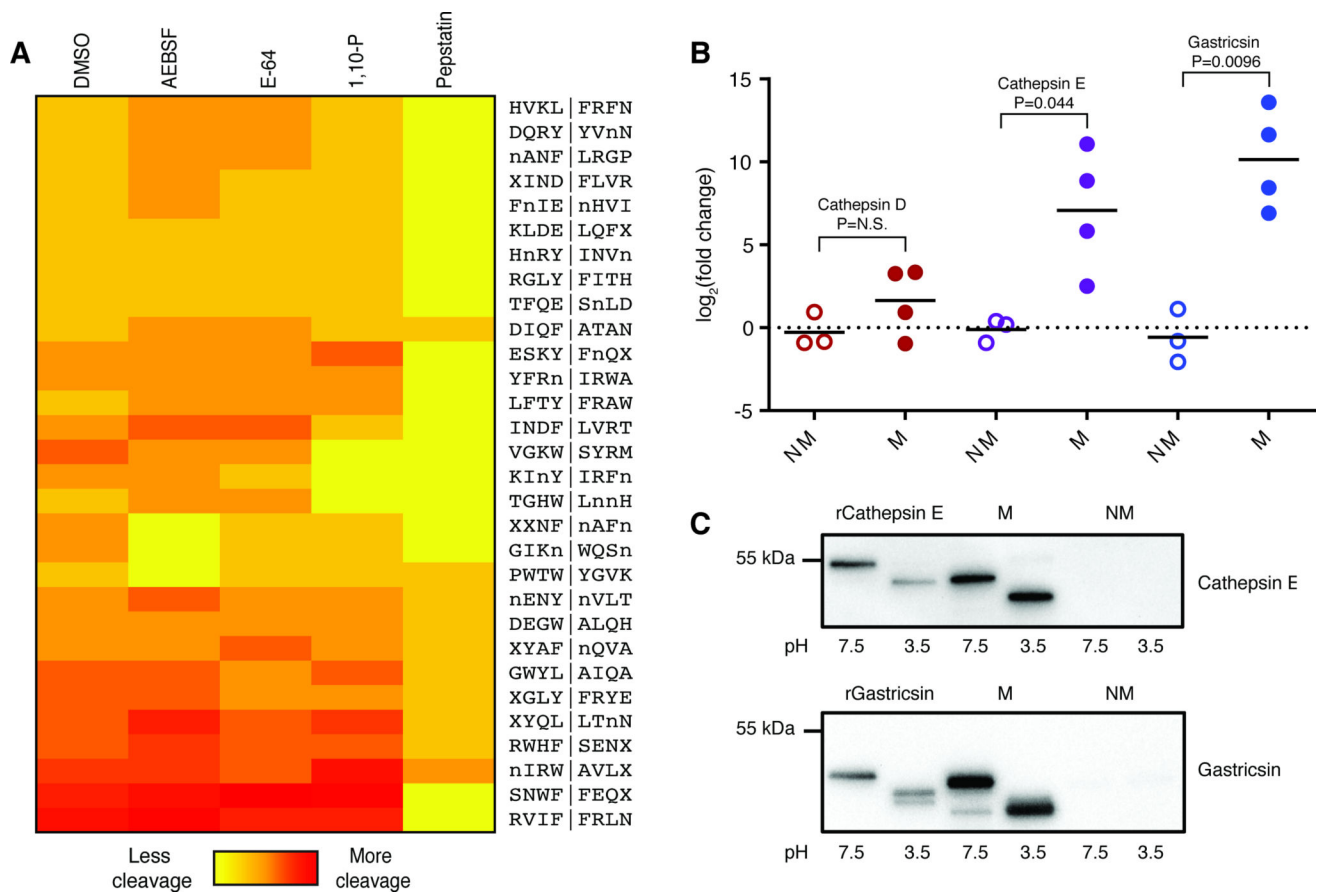 A
DMSO
AEBSF
E-64
1,10-P
Pepstatin
HVKL|FRFN
DQRY|YVnN
nANF|LRGP
XIND|FLVR
FnIE|nHVI
KLDE|LQFX
HnRY|INVn
RGLY|FITH
TFQE|SnLD
DIQF|ATAN
ESKY|FnQX
YFRn|IRWA
LFTY|FRAW
INDF|LVRT
VGKW|SYRM
KInY|IRFn
TGHW|LnnH
XXNF|nAFn
GIKn|WQSn
PWTW|YGVK
nENY|nVLT
DEGW|ALQH
XYAF|nQVA
GWYL|AIQA
XGLY|FRYE
XYQL|LTnN
RWHF|SENX
nIRW|AVLX
SNWF|FEQX
RVIF|FRLN
Less cleavage
More cleavage
B
log2(fold change)
15
10
5
0
-5
Cathepsin D
P=N.S.
Cathepsin E
P=0.044
Gastricsin
P=0.0096
NM
M
NM
M
NM
M
C
rCathepsin E M NM
55 kDa
Cathepsin E
pH 7.5 3.5 7.5 3.5 7.5 3.5
rGastricsin M NM
55 kDa
Gastricsin
pH 7.5 3.5 7.5 3.5 7.5 3.5